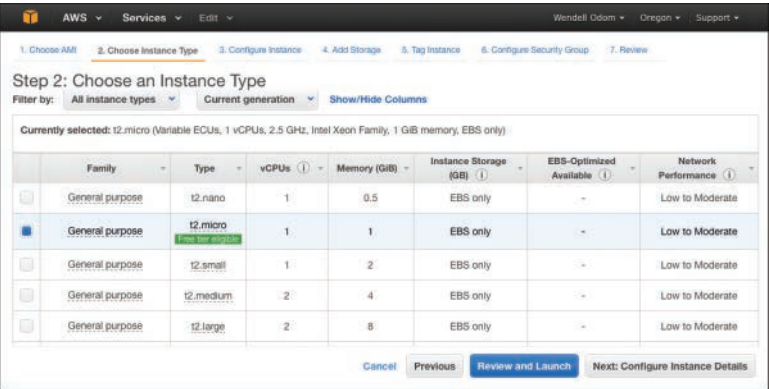 AWS Services Edit Wendell Odom Oregon Support
1. Choose AMI 2. Choose Instance Type 3. Configure Instance 4. Add Storage 5. Tag Instance 6. Configure Security Group 7. Review
Step 2: Choose an Instance Type
Filter by: All instance types Current generation Show/Hide Columns
Currently selected: t2.micro (Variable ECUs, 1 vCPUs, 2.5 GHz, Intel Xeon Family, 1 GiB memory, EBS only)
Family Type vCPUs Memory (GiB) Instance Storage (GB) EBS-Optimized Available Network Performance
General purpose t2.nano 1 0.5 EBS only - Low to Moderate
General purpose t2.micro Free tier eligible 1 1 EBS only - Low to Moderate
General purpose t2.small 1 2 EBS only - Low to Moderate
General purpose t2.medium 2 4 EBS only - Low to Moderate
General purpose t2.large 2 8 EBS only - Low to Moderate
Cancel Previous Review and Launch Next: Configure Instance Details